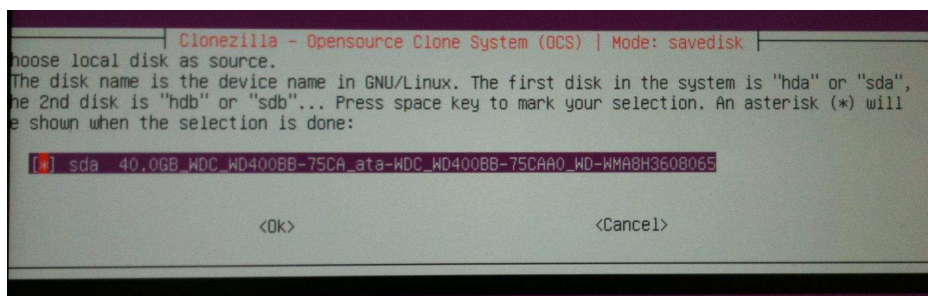 Clonezilla - Opensource Clone System (OCS) | Mode: savedisk
hoose local disk as source.
The disk name is the device name in GNU/Linux. The first disk in the system is "hda" or "sda",
he 2nd disk is "hdb" or "sdb"... Press space key to mark your selection. An asterisk (*) will
e shown when the selection is done:
[*] sda 40.0GB_WDC_WD400BB-75CA_ata-WDC_WD400BB-75CAA0_WD-WMA8H3608065
<Ok> <Cancel>